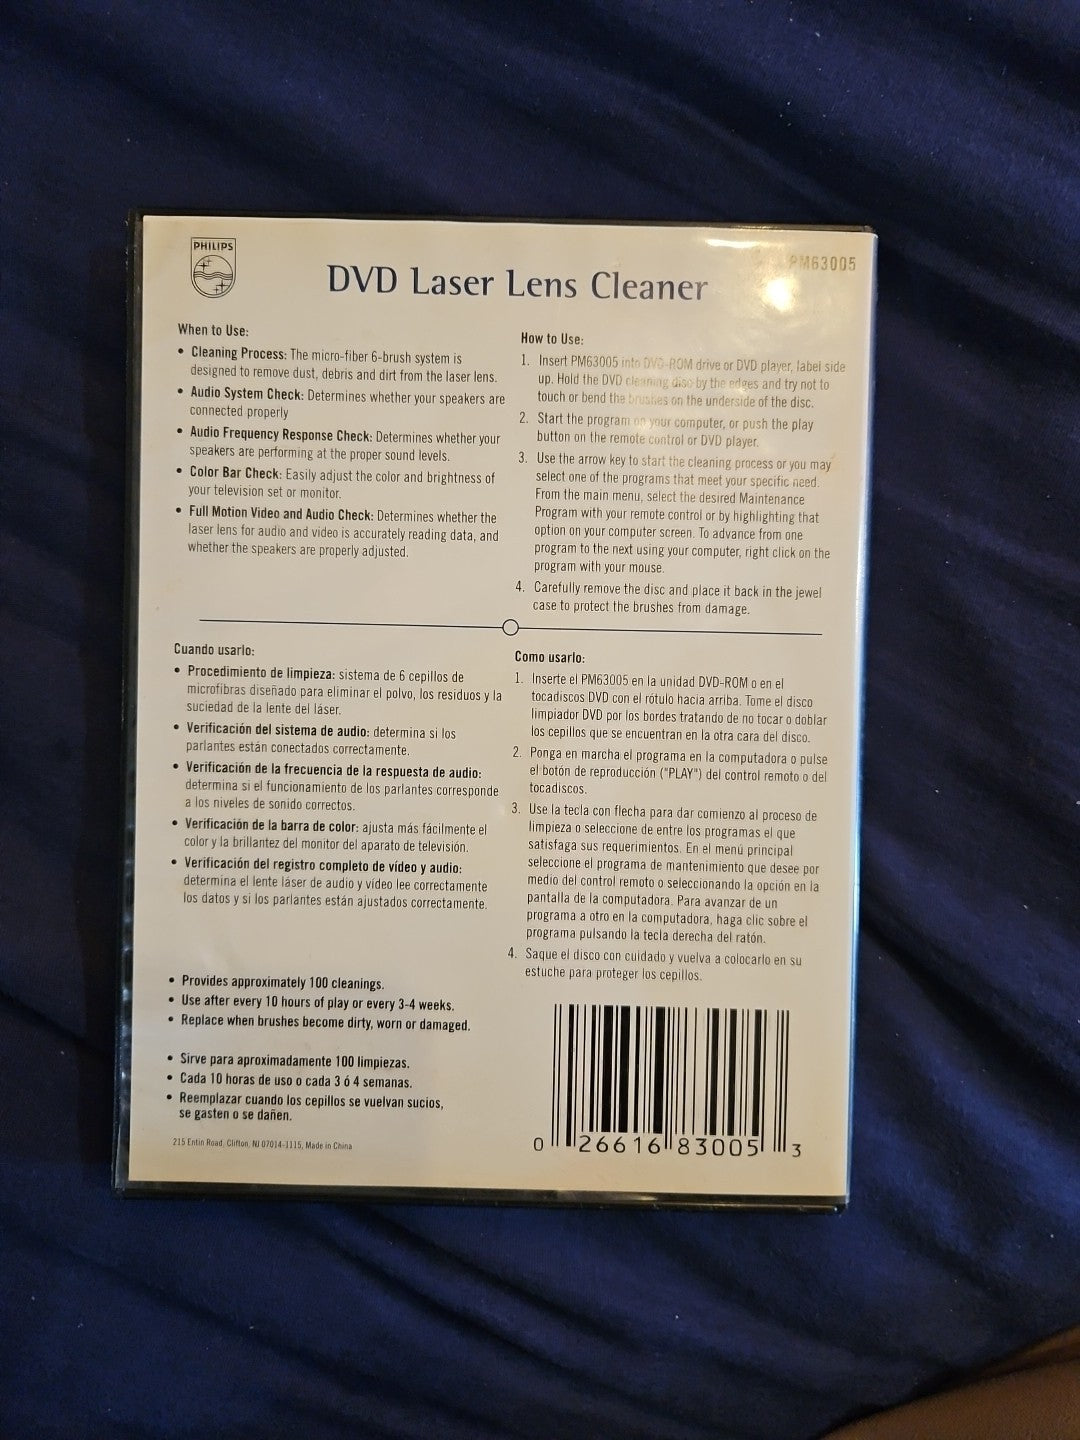 PHILIPS
DVD Laser Lens Cleaner
PM63005
When to Use:
• Cleaning Process: The micro-fiber 6-brush system is
designed to remove dust, debris and dirt from the laser lens.
• Audio System Check: Determines whether your speakers are
connected properly
• Audio Frequency Response Check: Determines whether your
speakers are performing at the proper sound levels.
• Color Bar Check: Easily adjust the color and brightness of
your television set or monitor.
• Full Motion Video and Audio Check: Determines whether the
laser lens for audio and video is accurately reading data, and
whether the speakers are properly adjusted.
How to Use:
1. Insert PM63005 into DVD-ROM drive or DVD player, label side
up. Hold the DVD cleaning disc by the edges and try not to
touch or bend the brushes on the underside of the disc.
2. Start the program on your computer, or push the play
button on the remote control or DVD player.
3. Use the arrow key to start the cleaning process or you may
select one of the programs that meet your specific need.
From the main menu, select the desired Maintenance
Program with your remote control or by highlighting that
option on your computer screen. To advance from one
program to the next using your computer, right click on the
program with your mouse.
4. Carefully remove the disc and place it back in the jewel
case to protect the brushes from damage.
Cuando usarlo:
• Procedimiento de limpieza: sistema de 6 cepillos de
microfibras diseñado para eliminar el polvo, los residuos y la
suciedad de la lente del láser.
• Verificación del sistema de audio: determina si los
parlantes están conectados correctamente.
• Verificación de la frecuencia de la respuesta de audio:
determina si el funcionamiento de los parlantes corresponde
a los niveles de sonido correctos.
• Verificación de la barra de color: ajusta más fácilmente el
color y la brillantez del monitor del aparato de televisión.
• Verificación del registro completo de vídeo y audio:
determina el lente láser de audio y vídeo lee correctamente
los datos y si los parlantes están ajustados correctamente.
Como usarlo:
1. Inserte el PM63005 en la unidad DVD-ROM o en el
tocadiscos DVD con el rótulo hacia arriba. Tome el disco
limpiador DVD por los bordes tratando de no tocar o doblar
los cepillos que se encuentran en la otra cara del disco.
2. Ponga en marcha el programa en la computadora o pulse
el botón de reproducción ("PLAY") del control remoto o del
tocadiscos.
3. Use la tecla con flecha para dar comienzo al proceso de
limpieza o seleccione de entre los programas el que
satisfaga sus requerimientos. En el menú principal
seleccione el programa de mantenimiento que desee por
medio del control remoto o seleccionando la opción en la
pantalla de la computadora. Para avanzar de un
programa a otro en la computadora, haga clic sobre el
programa pulsando la tecla derecha del ratón.
4. Saque el disco con cuidado y vuelva a colocarlo en su
estuche para proteger los cepillos.
• Provides approximately 100 cleanings.
• Use after every 10 hours of play or every 3-4 weeks.
• Replace when brushes become dirty, worn or damaged.
• Sirve para aproximadamente 100 limpiezas.
• Cada 10 horas de uso o cada 3 ó 4 semanas.
• Reemplazar cuando los cepillos se vuelvan sucios,
se gasten o se dañen.
215 Entin Road, Clifton, NJ 07014-1115, Made in China
0 26616 83005 3